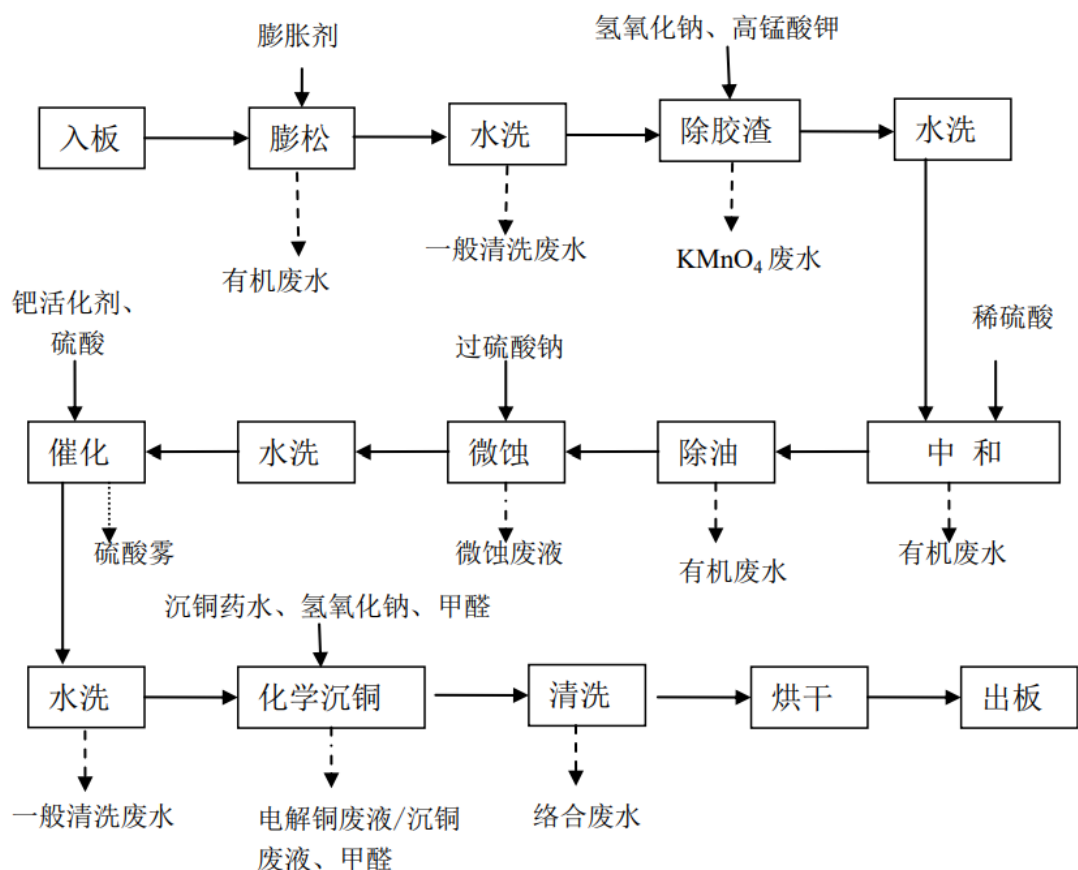 膨胀剂
氢氧化钠、高锰酸钾
入板
膨松
水洗
除胶渣
水洗
有机废水
一般清洗废水
KMnO₄ 废水
钯活化剂、
硫酸
过硫酸钠
稀硫酸
催化
水洗
微蚀
除油
中 和
硫酸雾
微蚀废液
有机废水
有机废水
沉铜药水、氢氧化钠、甲醛
水洗
化学沉铜
清洗
烘干
出板
一般清洗废水
电解铜废液/沉铜
废液、甲醛
络合废水